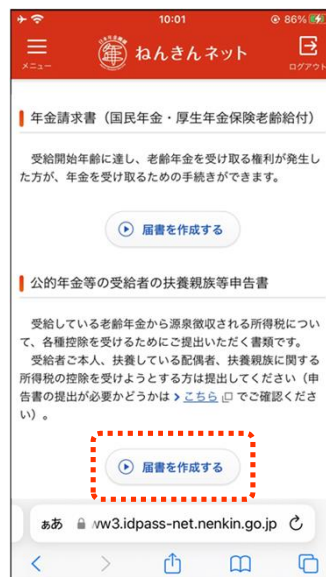 10:01
86%
メニュー
ねんきんネット
ログアウト
年金請求書（国民年金・厚生年金保険老齢給付）
受給開始年齢に達し、老齢年金を受け取る権利が発生し
た方が、年金を受け取るための手続きができます。
届書を作成する
公的年金等の受給者の扶養親族等申告書
受給している老齢年金から源泉徴収される所得税につい
て、各種控除を受けるためにご提出いただく書類です。
受給者ご本人、扶養している配偶者、扶養親族に関する
所得税の控除を受けようとする方は提出してください（申
告書の提出が必要かどうかは こちら でご確認くださ
い）。
届書を作成する
ぁあ vw3.idpass-net.nenkin.go.jp